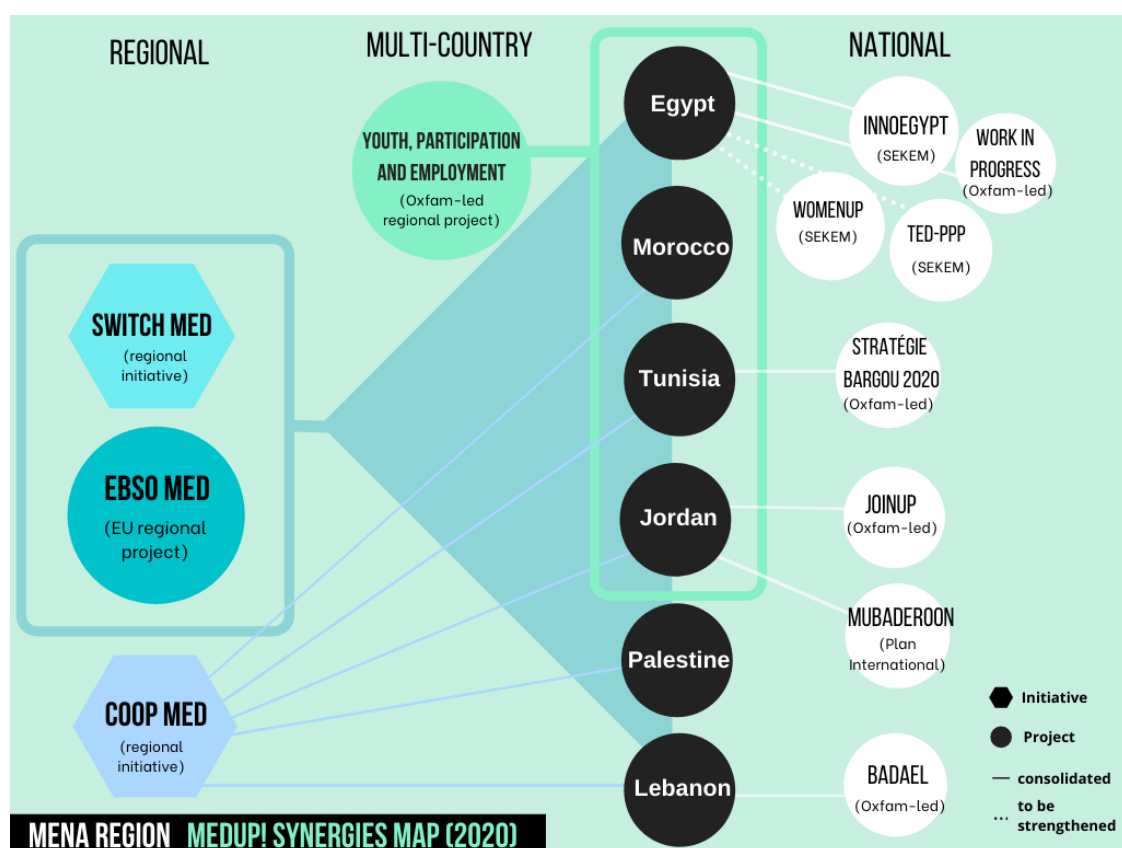 REGIONAL
MULTI-COUNTRY
NATIONAL
YOUTH, PARTICIPATION
AND EMPLOYMENT
(Oxfam-led
regional project)
SWITCH MED
(regional
initiative)
EBSO MED
(EU regional
project)
COOP MED
(regional
initiative)
Egypt
Morocco
Tunisia
Jordan
Palestine
Lebanon
INNOEGYPT
(SEKEM)
WORK IN
PROGRESS
(Oxfam-led)
WOMENUP
(SEKEM)
TED-PPP
(SEKEM)
STRATÉGIE
BARGOU 2020
(Oxfam-led)
JOINUP
(Oxfam-led)
MUBADEROON
(Plan
International)
BADAEL
(Oxfam-led)
Initiative
Project
consolidated
to be
strengthened
MENA REGION MEDUP! SYNERGIES MAP (2020)